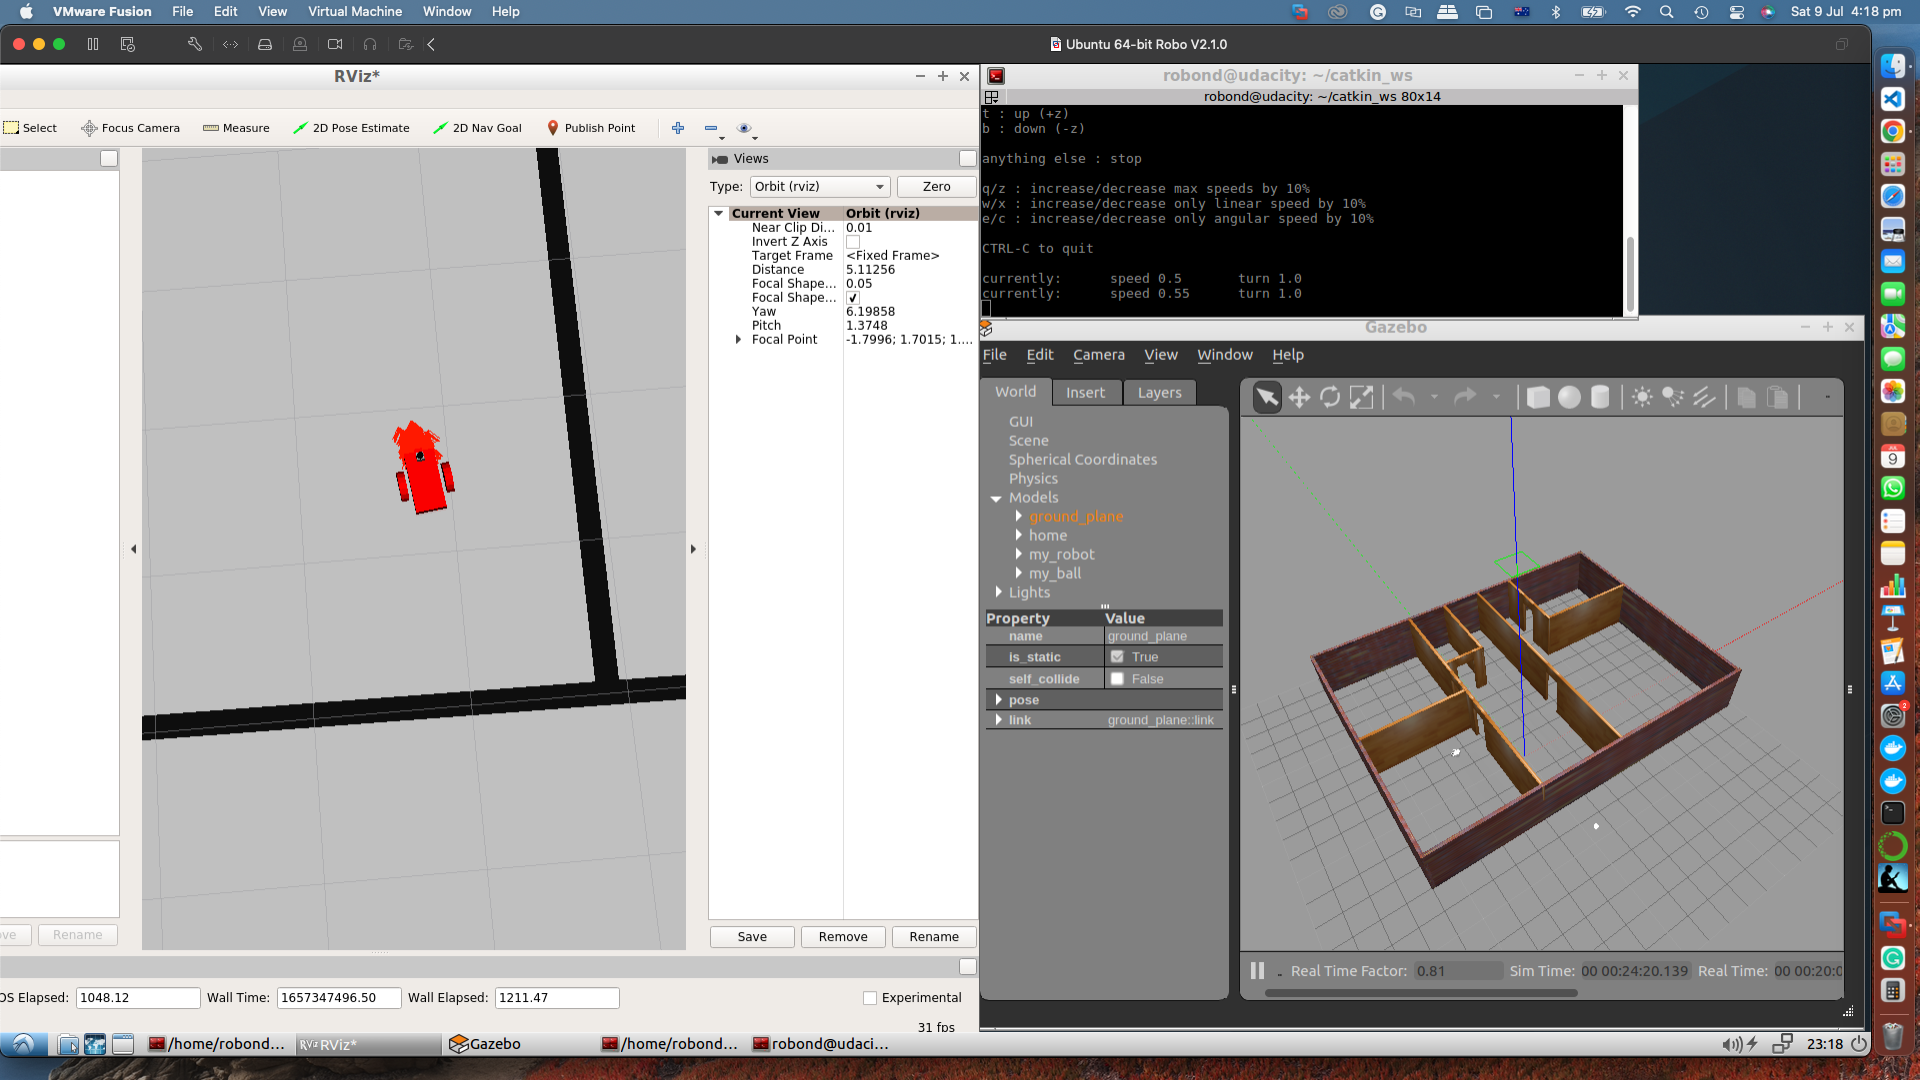 VMware Fusion File Edit View Virtual Machine Window Help
Sat 9 Jul 4:18 pm
Ubuntu 64-bit Robo V2.1.0
RViz*
Select Focus Camera Measure 2D Pose Estimate 2D Nav Goal Publish Point
Views
Type: Orbit (rviz) Zero
Current View Orbit (rviz)
Near Clip Di... 0.01
Invert Z Axis
Target Frame <Fixed Frame>
Distance 5.11256
Focal Shape... 0.05
Focal Shape... ✔
Yaw 6.19858
Pitch 1.3748
Focal Point -1.7996; 1.7015; 1....
Save Remove Rename
ve Rename
OS Elapsed: 1048.12 Wall Time: 1657347496.50 Wall Elapsed: 1211.47 Experimental
31 fps
robond@udacity: ~/catkin_ws
robond@udacity: ~/catkin_ws 80x14
t : up (+z)
b : down (-z)
anything else : stop
q/z : increase/decrease max speeds by 10%
w/x : increase/decrease only linear speed by 10%
e/c : increase/decrease only angular speed by 10%
CTRL-C to quit
currently: speed 0.5 turn 1.0
currently: speed 0.55 turn 1.0
Gazebo
File Edit Camera View Window Help
World Insert Layers
GUI
Scene
Spherical Coordinates
Physics
Models
ground_plane
home
my_robot
my_ball
Lights
Property Value
name ground_plane
is_static True
self_collide False
pose
link ground_plane::link
Real Time Factor: 0.81 Sim Time: 00 00:24:20.139 Real Time: 00 00:20:0
/home/robond... RViz* Gazebo /home/robond... robond@udaci...
23:18
JUL
9
2